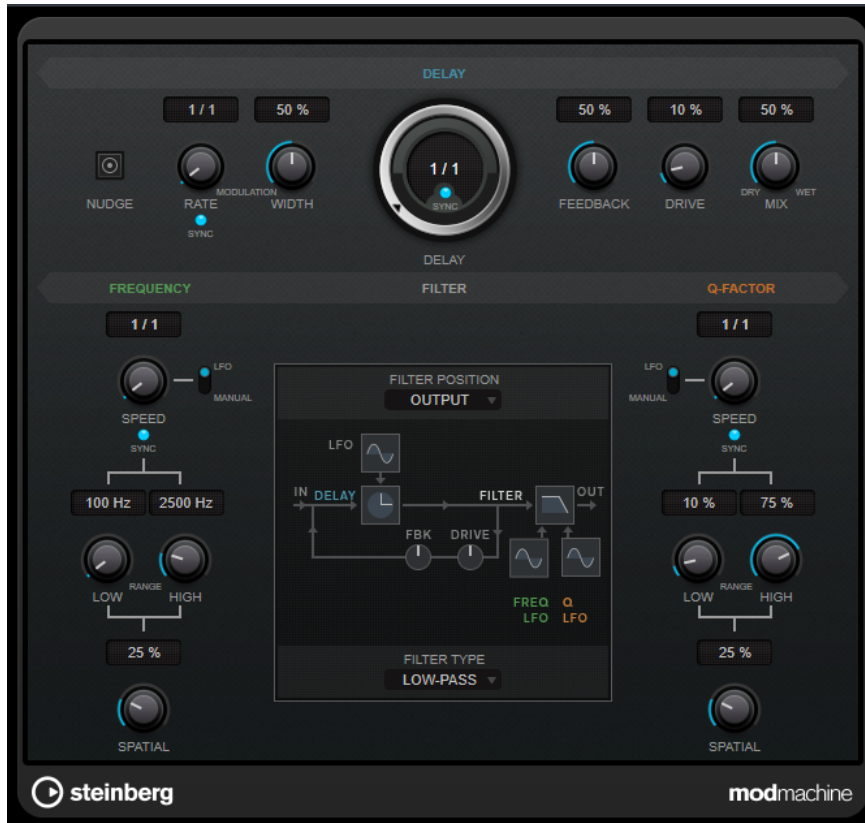 DELAY
1 / 1
50 %
50 %
10 %
50 %
1 / 1
SYNC
MODULATION
DRY
WET
NUDGE
RATE
WIDTH
FEEDBACK
DRIVE
MIX
SYNC
DELAY
FREQUENCY
FILTER
Q-FACTOR
1 / 1
1 / 1
LFO
MANUAL
LFO
MANUAL
SPEED
SPEED
SYNC
SYNC
FILTER POSITION
OUTPUT
LFO
IN
DELAY
FILTER
OUT
FBK
DRIVE
FREQ
LFO
Q
LFO
FILTER TYPE
LOW-PASS
100 Hz
2500 Hz
10 %
75 %
RANGE
LOW
HIGH
RANGE
LOW
HIGH
25 %
25 %
SPATIAL
SPATIAL
steinberg
modmachine